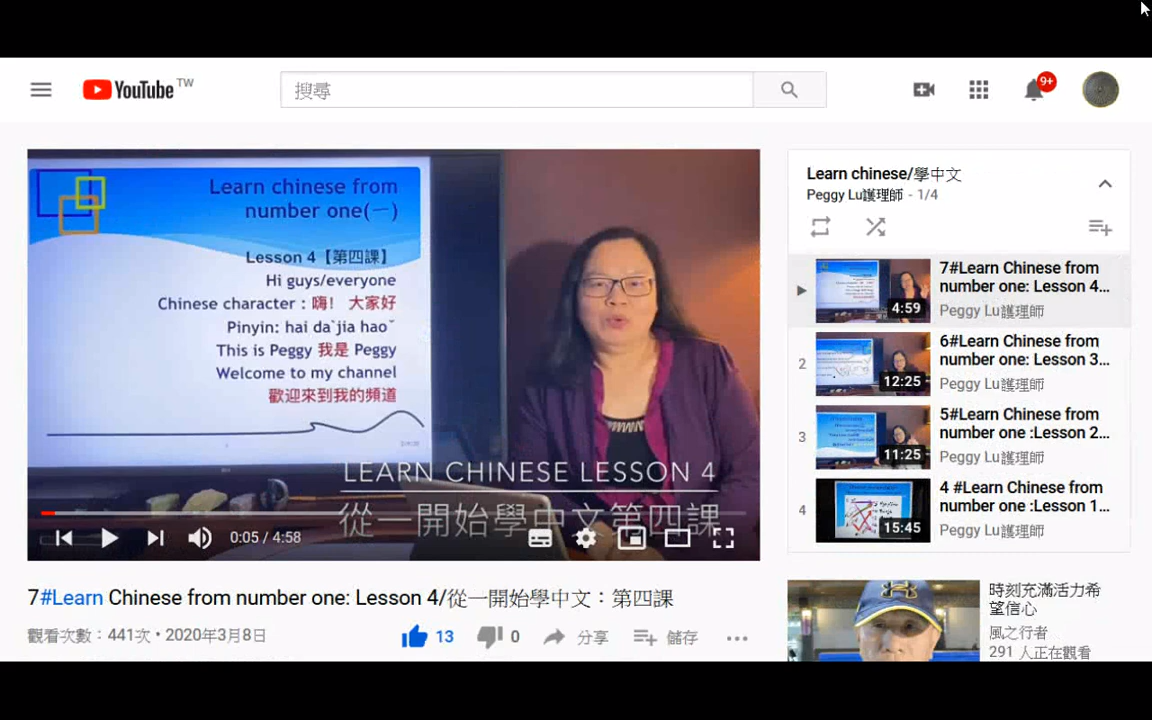 YouTube TW
搜尋
9+
Learn chinese from
number one(一)
Lesson 4【第四課】
Hi guys/everyone
Chinese character：嗨! 大家好
Pinyin: hai daˋjia haoˇ
This is Peggy 我是 Peggy
Welcome to my channel
歡迎來到我的頻道
LEARN CHINESE LESSON 4
從一開始學中文第四課
0:05 / 4:58
7#Learn Chinese from number one: Lesson 4/從一開始學中文：第四課
觀看次數：441次 • 2020年3月8日
13
0
分享
儲存
Learn chinese/學中文
Peggy Lu護理師 - 1/4
4:59
7#Learn Chinese from
number one: Lesson 4...
Peggy Lu護理師
2
12:25
6#Learn Chinese from
number one: Lesson 3...
Peggy Lu護理師
3
11:25
5#Learn Chinese from
number one :Lesson 2...
Peggy Lu護理師
4
15:45
4 #Learn Chinese from
number one :Lesson 1...
Peggy Lu護理師
時刻充滿活力希
望信心
風之行者
291 人正在觀看